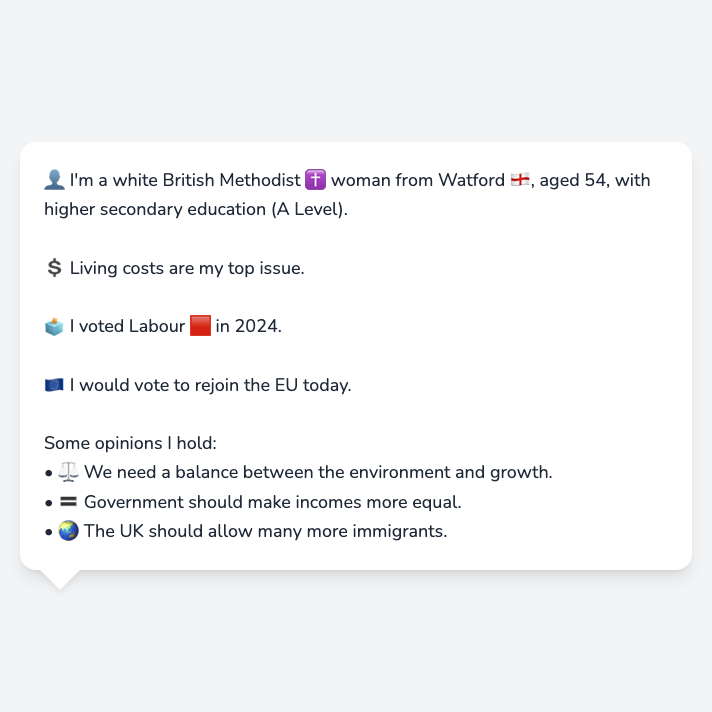 👤 I'm a white British Methodist ✝️ woman from Watford 🏴󠁧󠁢󠁥󠁮󠁧󠁿, aged 54, with
higher secondary education (A Level).
💲 Living costs are my top issue.
🗳️ I voted Labour 🟥 in 2024.
🇪🇺 I would vote to rejoin the EU today.
Some opinions I hold:
• ⚖️ We need a balance between the environment and growth.
• 🟰 Government should make incomes more equal.
• 🌏 The UK should allow many more immigrants.